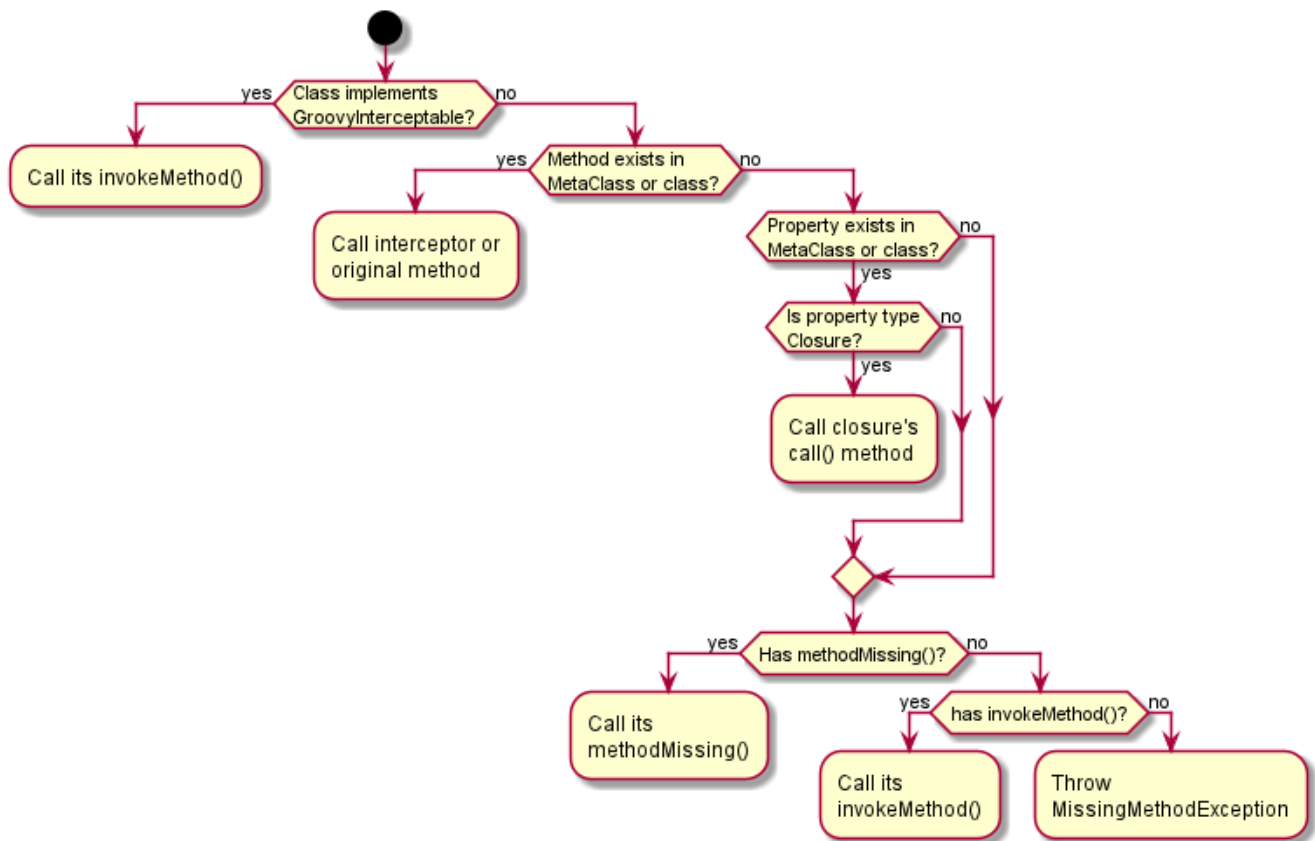 yes
Class implements
GroovyInterceptable?
no
Call its invokeMethod()
yes
Method exists in
MetaClass or class?
no
Call interceptor or
original method
Property exists in
MetaClass or class?
no
yes
Is property type
Closure?
no
yes
Call closure's
call() method
yes
Has methodMissing()?
no
Call its
methodMissing()
yes
has invokeMethod()?
no
Call its
invokeMethod()
Throw
MissingMethodException